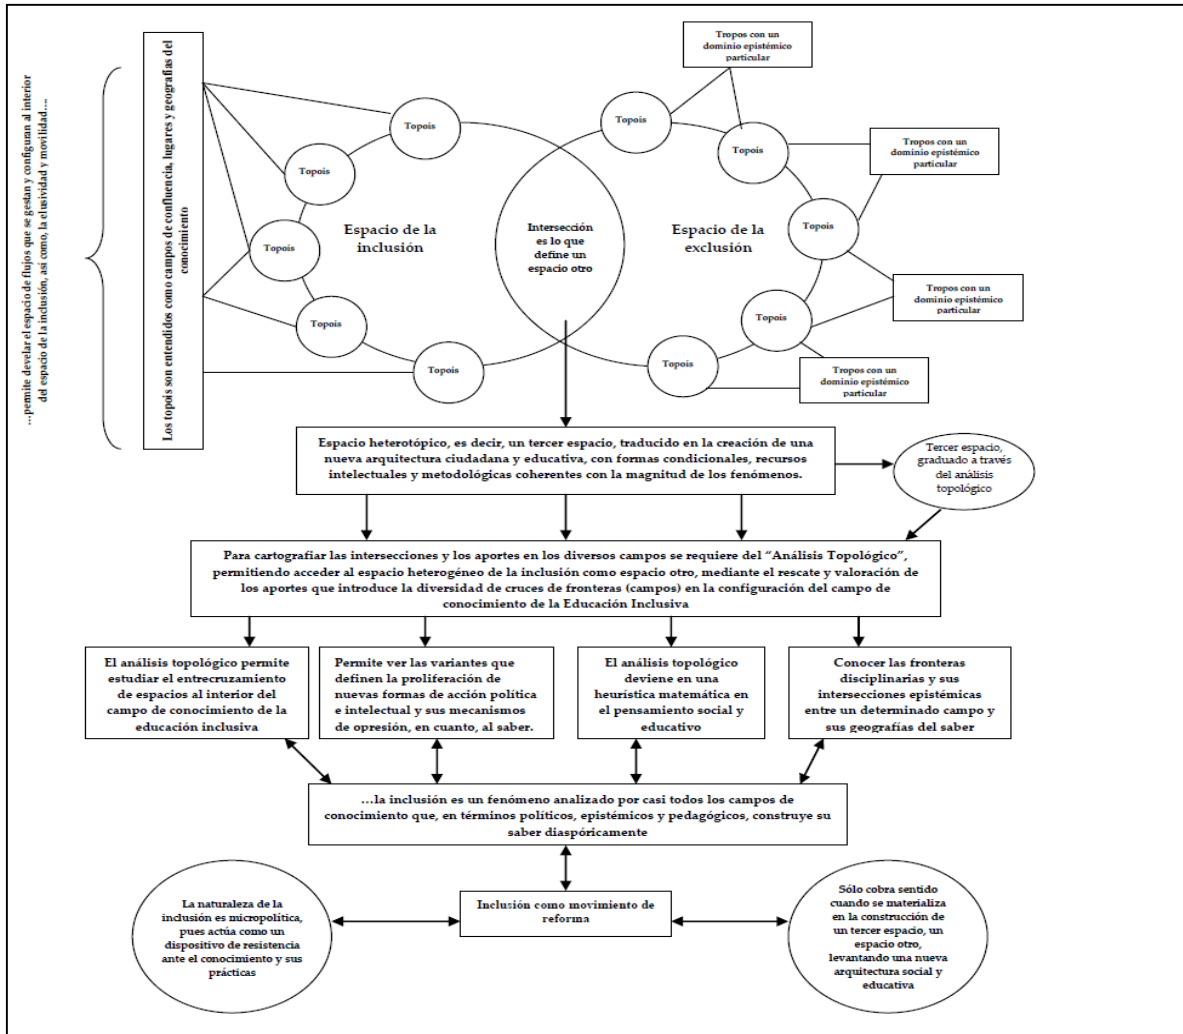 …permite develar el espacio de flujos que se gestan y configuran al interior
del espacio de la inclusión, así como, la elusividad y movilidad….
Los topois son entendidos como campos de confluencia, lugares y geografías del
conocimiento
Topois
Topois
Topois
Topois
Topois
Espacio de la
inclusión
Intersección
es lo que
define un
espacio otro
Espacio de la
exclusión
Topois
Topois
Topois
Topois
Topois
Tropos con un
dominio epistémico
particular
Tropos con un
dominio epistémico
particular
Tropos con un
dominio epistémico
particular
Tropos con un
dominio epistémico
particular
Espacio heterotópico, es decir, un tercer espacio, traducido en la creación de una
nueva arquitectura ciudadana y educativa, con formas condicionales, recursos
intelectuales y metodológicas coherentes con la magnitud de los fenómenos.
Tercer espacio,
graduado a través
del análisis
topológico
Para cartografiar las intersecciones y los aportes en los diversos campos se requiere del “Análisis Topológico”,
permitiendo acceder al espacio heterogéneo de la inclusión como espacio otro, mediante el rescate y valoración de
los aportes que introduce la diversidad de cruces de fronteras (campos) en la configuración del campo de
conocimiento de la Educación Inclusiva
El análisis topológico permite
estudiar el entrecruzamiento
de espacios al interior del
campo de conocimiento de la
educación inclusiva
Permite ver las variantes que
definen la proliferación de
nuevas formas de acción política
e intelectual y sus mecanismos
de opresión, en cuanto, al saber.
El análisis topológico
deviene en una
heurística matemática en
el pensamiento social y
educativo
Conocer las fronteras
disciplinarias y sus
intersecciones epistémicas
entre un determinado campo y
sus geografías del saber
…la inclusión es un fenómeno analizado por casi todos los campos de
conocimiento que, en términos políticos, epistémicos y pedagógicos, construye su
saber diaspóricamente
La naturaleza de la
inclusión es micropolítica,
pues actúa como un
dispositivo de resistencia
ante el conocimiento y sus
prácticas
Inclusión como movimiento de
reforma
Sólo cobra sentido
cuando se materializa
en la construcción de
un tercer espacio, un
espacio otro,
levantando una nueva
arquitectura social y
educativa